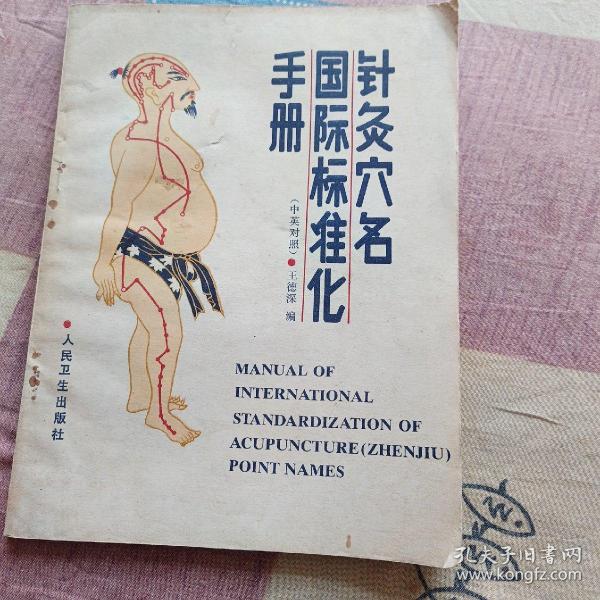 针灸穴名
国际标准化
手册
(中英对照)●王德深 编
●人民卫生出版社
MANUAL OF
INTERNATIONAL
STANDARDIZATION OF
ACUPUNCTURE(ZHENJIU)
POINT NAMES
孔夫子旧书网
www.kongfz.com